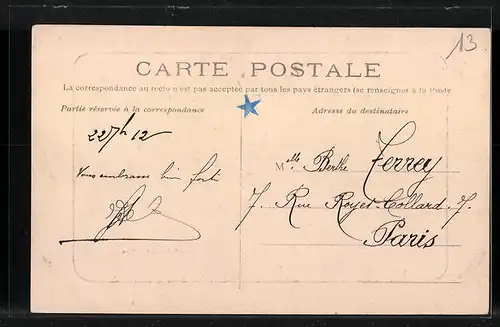 13
CARTE POSTALE
La correspondance au recto n'est pas acceptée par tous les pays étrangers (se renseigner à la Poste
Partie réservée à la correspondance
Adresse du destinataire
12
Vous embrasse bien fort
Mlle Berthe Ferrey
7. Rue Royer-Collard. 7.
Paris